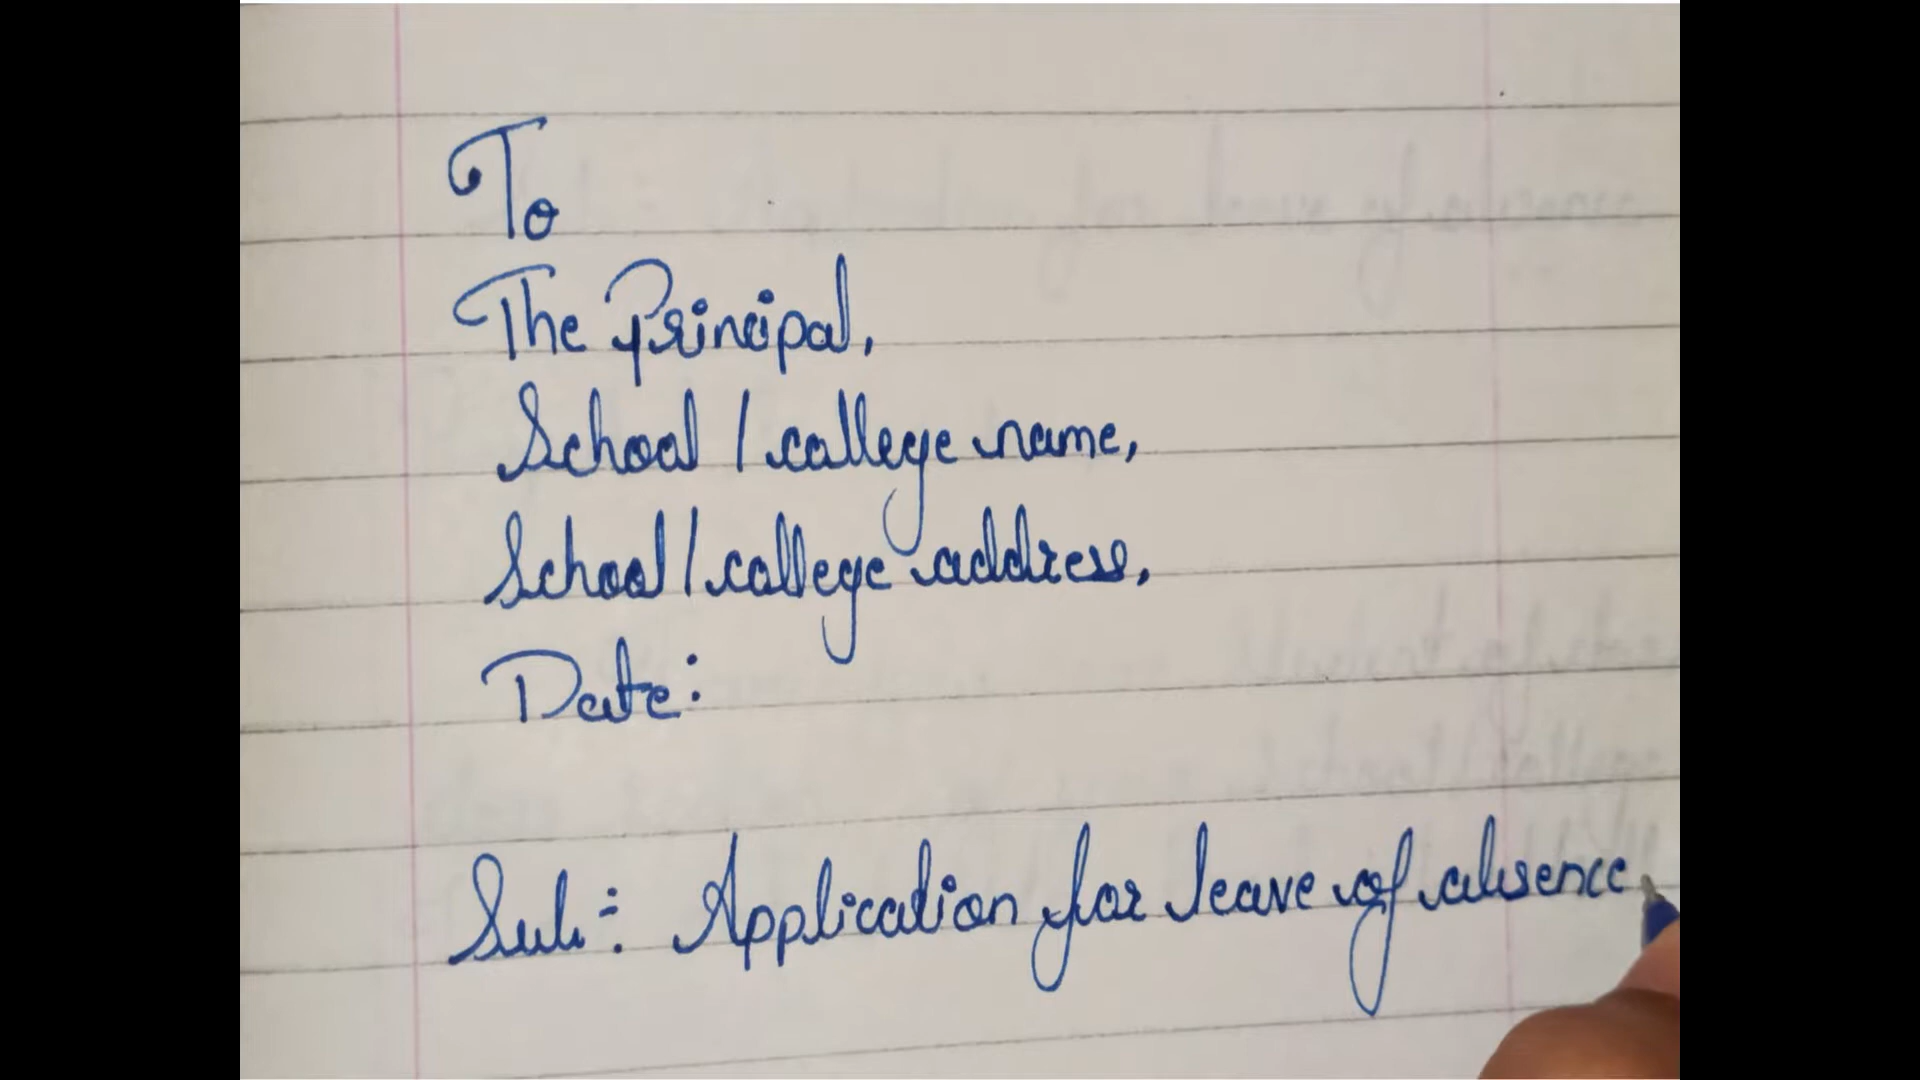 To
The Principal,
School / college name,
School / college address,
Date:
Sub:- Application for leave of absence.